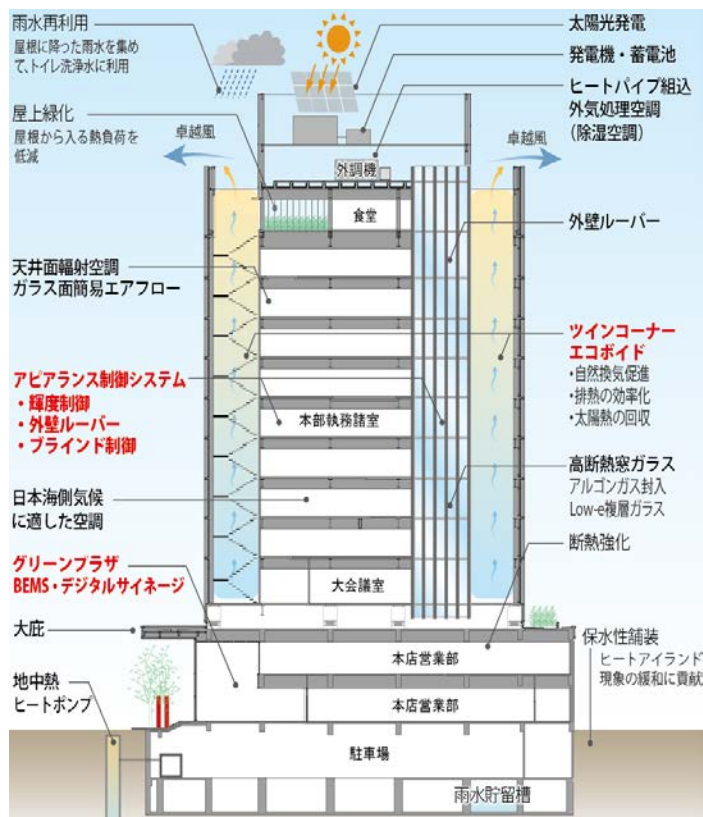 雨水再利用
屋根に降った雨水を集め
て、トイレ洗浄水に利用
屋上緑化
屋根から入る熱負荷を
低減
卓越風
天井面輻射空調
ガラス面簡易エアフロー
アピアランス制御システム
・輝度制御
・外壁ルーバー
・ブラインド制御
日本海側気候
に適した空調
グリーンプラザ
BEMS・デジタルサイネージ
大庇
地中熱
ヒートポンプ
外調機
食堂
本部執務諸室
大会議室
本店営業部
本店営業部
駐車場
雨水貯留槽
太陽光発電
発電機・蓄電池
ヒートパイプ組込
外気処理空調
(除湿空調)
卓越風
外壁ルーバー
ツインコーナー
エコボイド
・自然換気促進
・排熱の効率化
・太陽熱の回収
高断熱窓ガラス
アルゴンガス封入
Low-e複層ガラス
断熱強化
保水性舗装
ヒートアイランド
現象の緩和に貢献